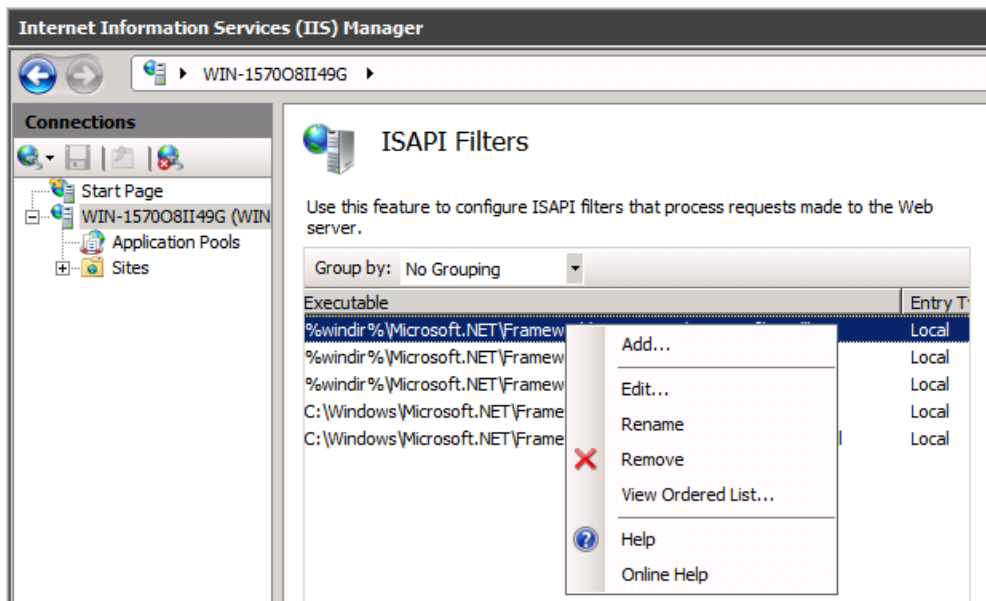 Internet Information Services (IIS) Manager
WIN-1570O8II49G
Connections
Start Page
WIN-1570O8II49G (WIN
Application Pools
Sites
ISAPI Filters
Use this feature to configure ISAPI filters that process requests made to the Web
server.
Group by: No Grouping
Executable Entry T
%windir%\Microsoft.NET\Framew Local
%windir%\Microsoft.NET\Framew Local
%windir%\Microsoft.NET\Framew Local
C:\Windows\Microsoft.NET\Frame Local
C:\Windows\Microsoft.NET\Frame Local
Add...
Edit...
Rename
Remove
View Ordered List...
Help
Online Help